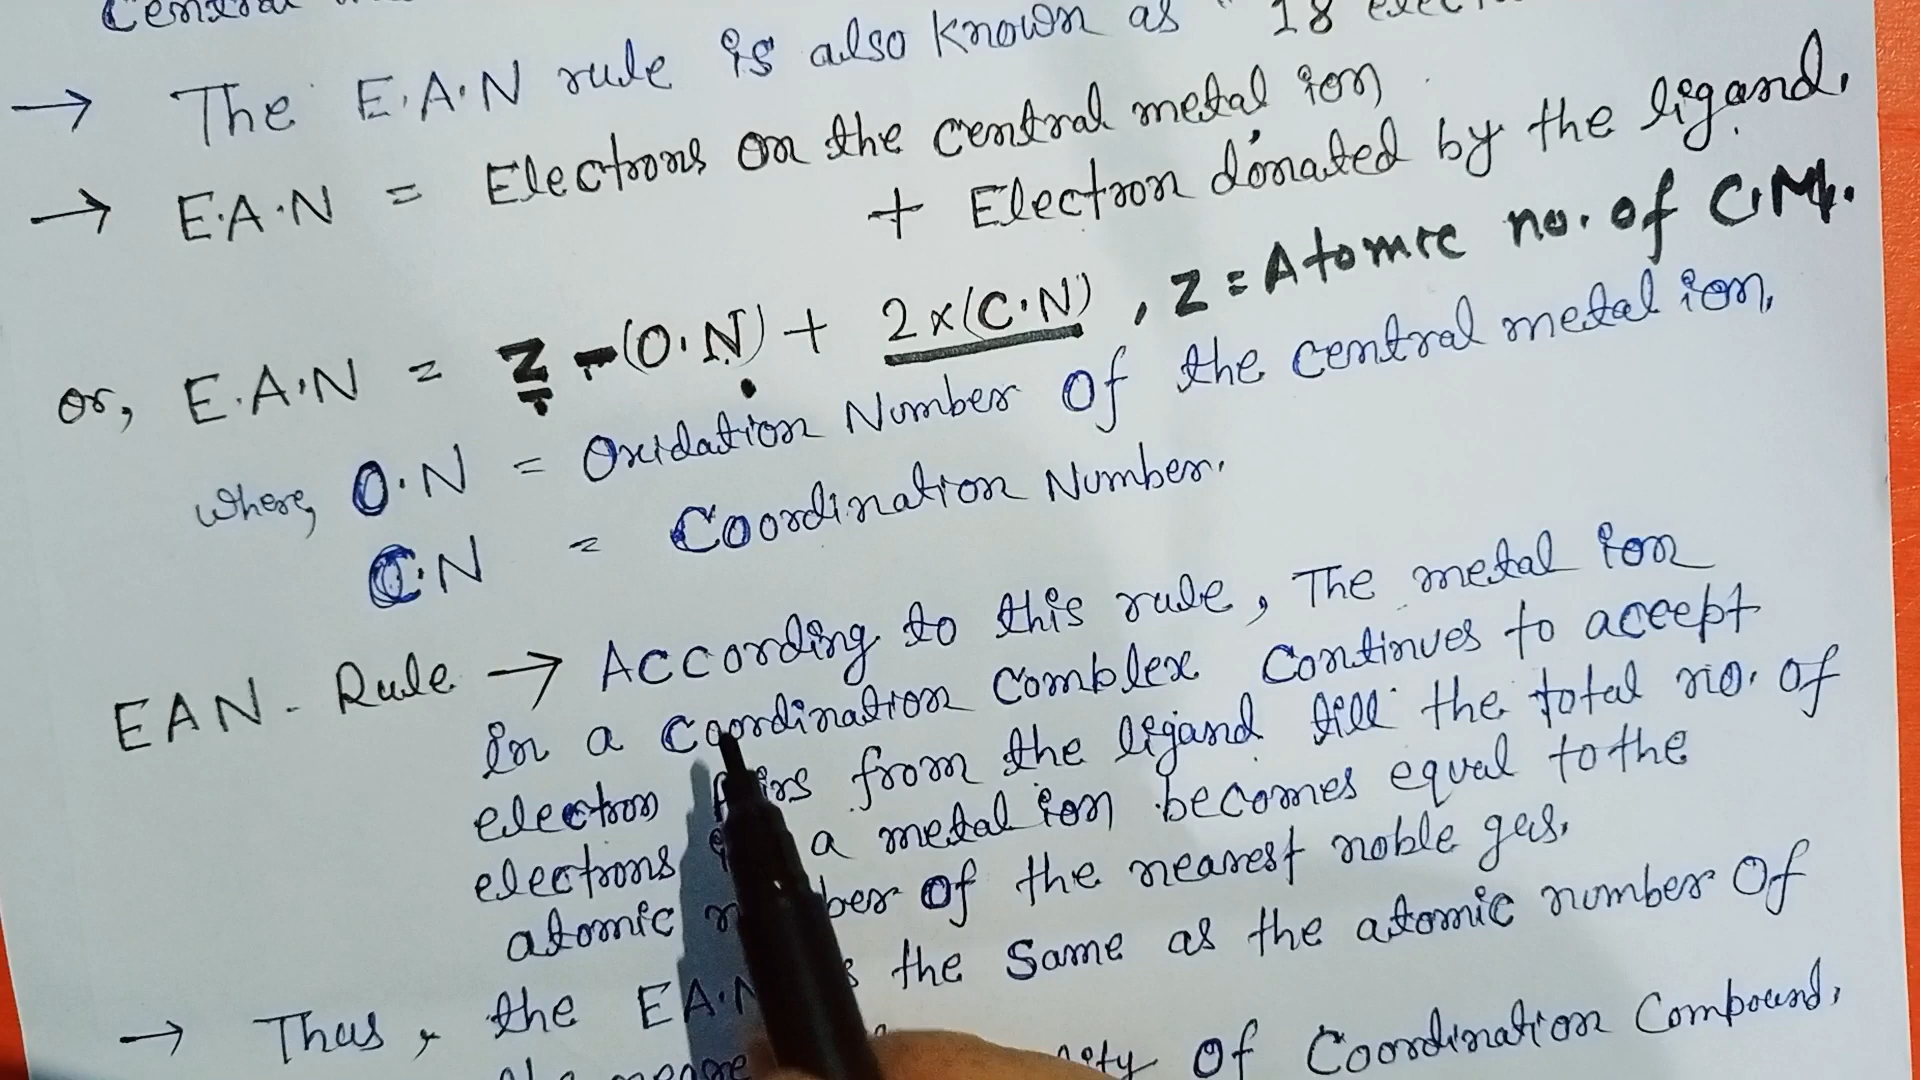 Central
→ The E.A.N rule is also known as " 18
→ E.A.N = Electrons on the central metal ion
+ Electron donated by the ligand.
or, E.A.N = Z - (O.N) + 2x(C.N) , Z = Atomic no. of C.M.
where, O.N = Oxidation Number Of the central metal ion,
C.N = Coordination Number.
EAN - Rule → According to this rule, The metal ion
in a coordination complex continues to accept
electron from the ligand till the total no. of
electrons a metal ion becomes equal to the
atomic of the nearest noble gas.
→ Thus, the EA.N the same as the atomic number of
of Coordination Compound,